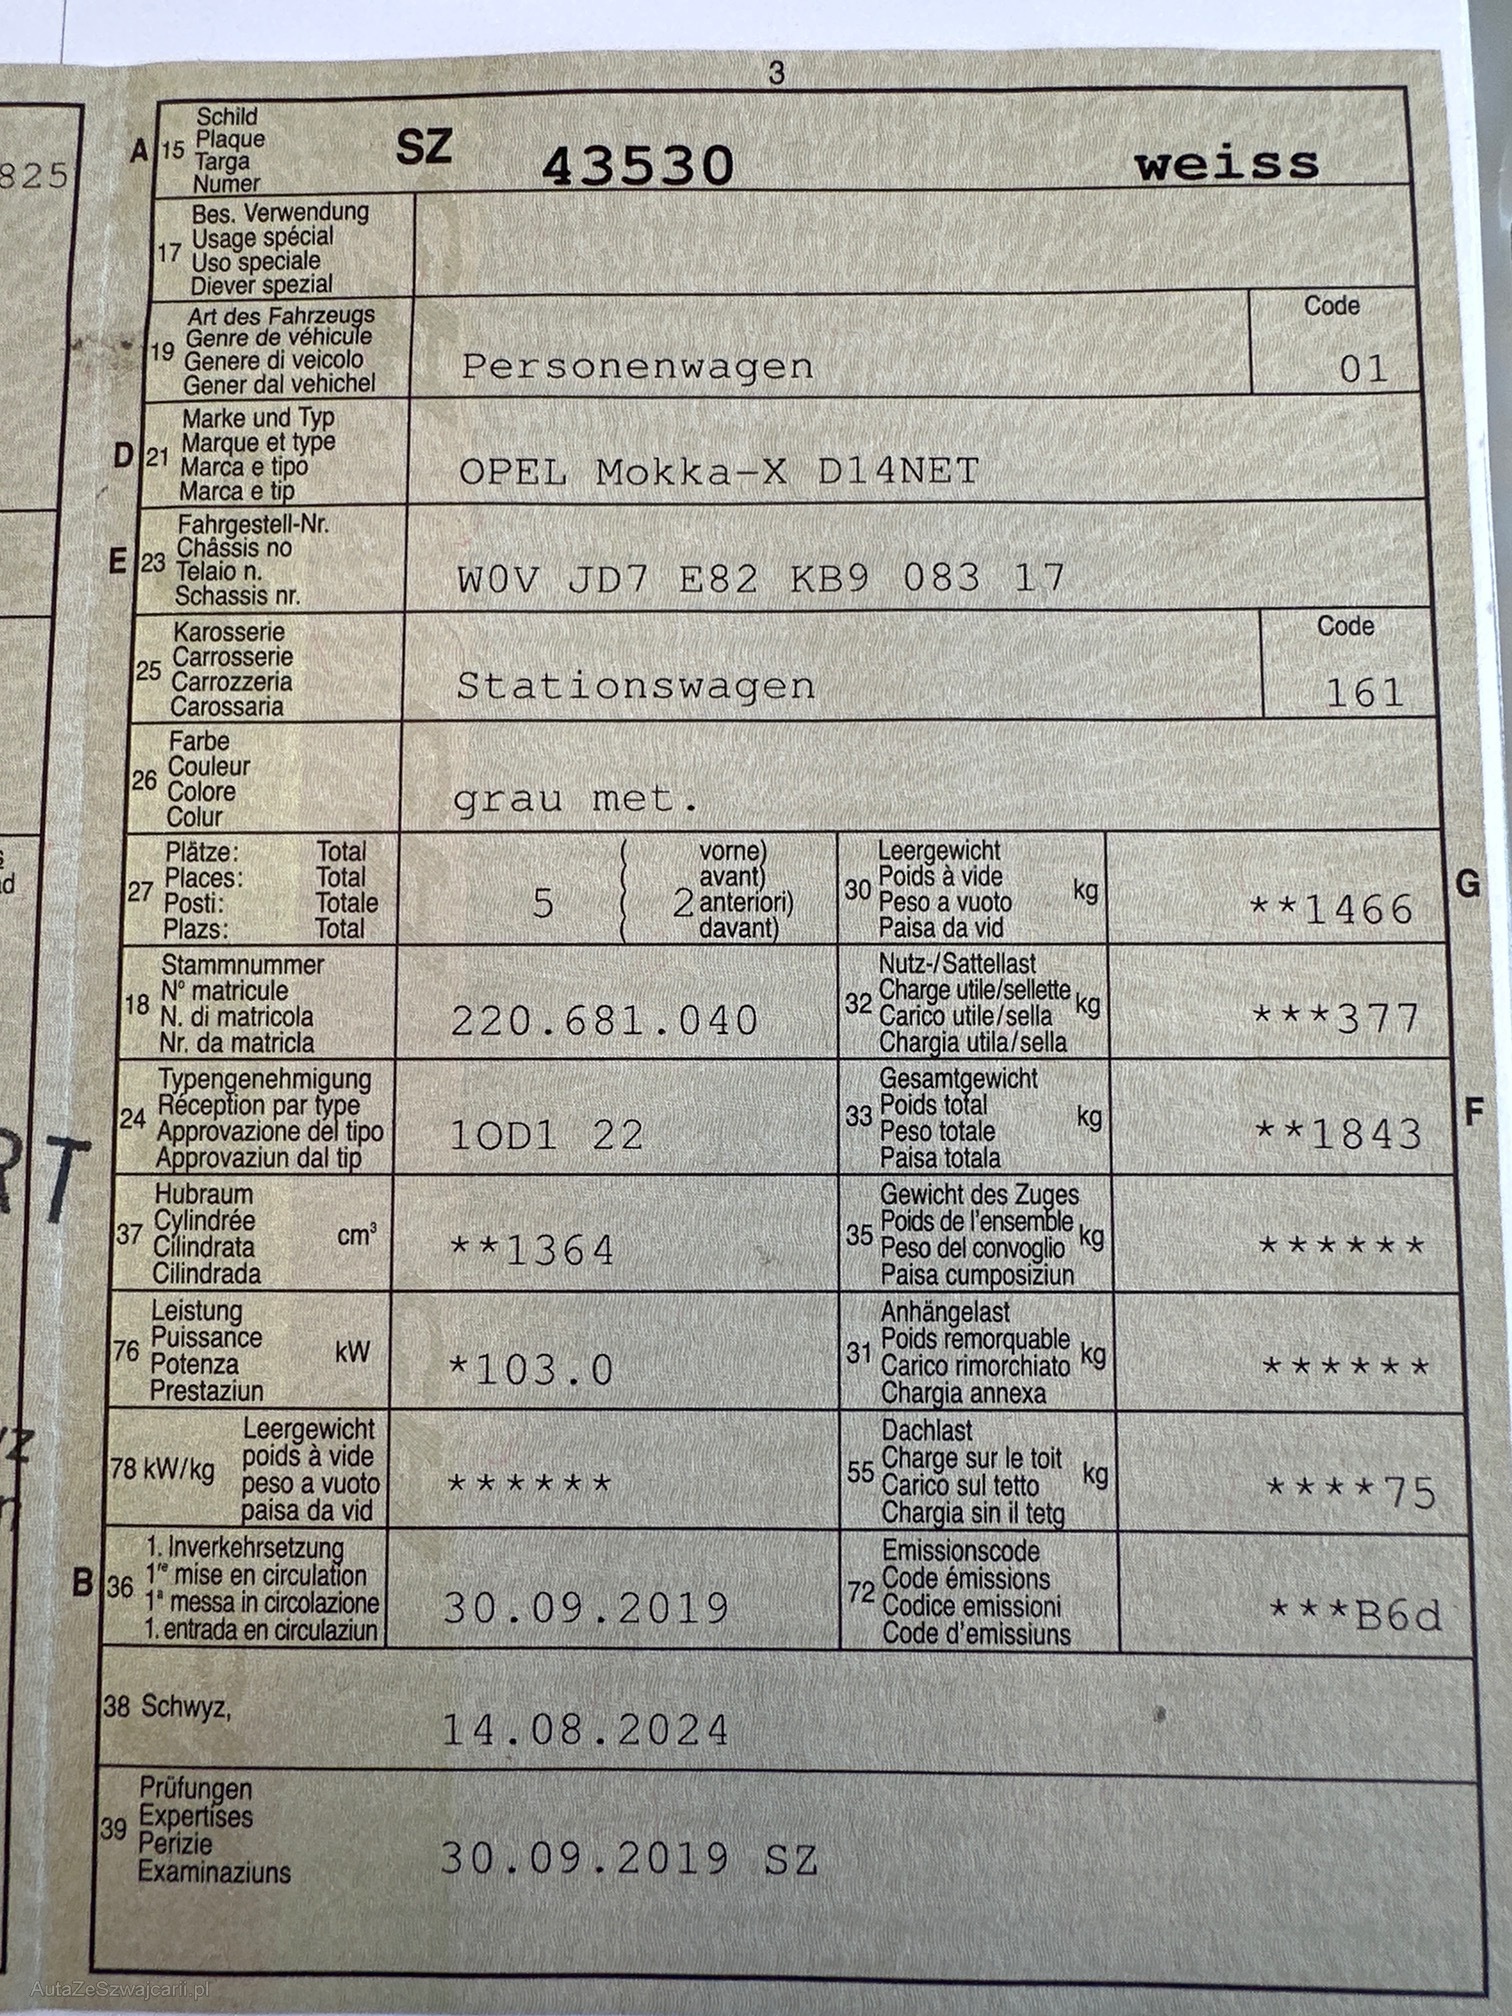 3
825
A 15 Schild
Plaque
Targa
Numer
SZ 43530 weiss
17 Bes. Verwendung
Usage spécial
Uso speciale
Diever spezial
19 Art des Fahrzeugs
Genre de véhicule
Genere di veicolo
Gener dal vehichel
Personenwagen
Code
01
D 21 Marke und Typ
Marque et type
Marca e tipo
Marca e tip
OPEL Mokka-X D14NET
E 23 Fahrgestell-Nr.
Châssis no
Telaio n.
Schassis nr.
W0V JD7 E82 KB9 083 17
25 Karosserie
Carrosserie
Carrozzeria
Carossaria
Stationswagen
Code
161
26 Farbe
Couleur
Colore
Colur
grau met.
27 Plätze: Total
Places: Total
Posti: Totale
Plazs: Total
5 ( 2 vorne)
( avant)
( anteriori)
( davant)
30 Leergewicht
Poids à vide
Peso a vuoto
Paisa da vid
kg
**1466
G
18 Stammnummer
N° matricule
N. di matricola
Nr. da matricla
220.681.040
32 Nutz-/Sattellast
Charge utile/sellette
Carico utile/sella
Chargia utila/sella
kg
***377
24 Typengenehmigung
Réception par type
Approvazione del tipo
Approvaziun dal tip
1OD1 22
33 Gesamtgewicht
Poids total
Peso totale
Paisa totala
kg
**1843
F
RT
37 Hubraum
Cylindrée
Cilindrata
Cilindrada
cm³
**1364
35 Gewicht des Zuges
Poids de l'ensemble
Peso del convoglio
Paisa cumposiziun
kg
******
76 Leistung
Puissance
Potenza
Prestaziun
kW
*103.0
31 Anhängelast
Poids remorquable
Carico rimorchiato
Chargia annexa
kg
******
78 kW/kg Leergewicht
poids à vide
peso a vuoto
paisa da vid
******
55 Dachlast
Charge sur le toit
Carico sul tetto
Chargia sin il tetg
kg
****75
B 36 1. Inverkehrsetzung
1re mise en circulation
1a messa in circolazione
1. entrada en circulaziun
30.09.2019
72 Emissionscode
Code émissions
Codice emissioni
Code d'emissiuns
***B6d
38 Schwyz,
14.08.2024
39 Prüfungen
Expertises
Perizie
Examinaziuns
30.09.2019 SZ
AutaZeSzwajcarii.pl